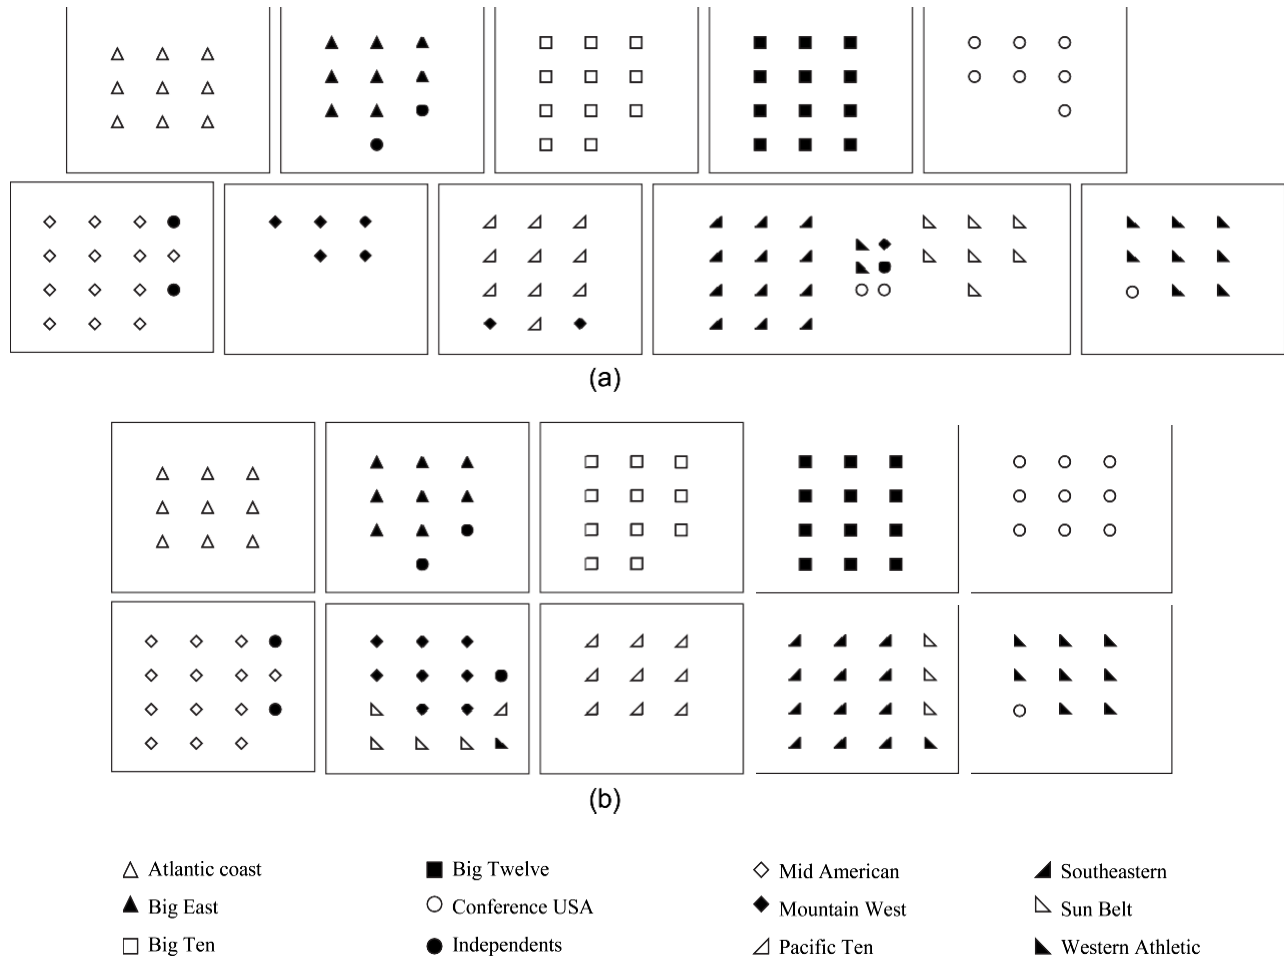 (a)
(b)
Atlantic coast Big Twelve Mid American Southeastern
Big East Conference USA Mountain West Sun Belt
Big Ten Independents Pacific Ten Western Athletic